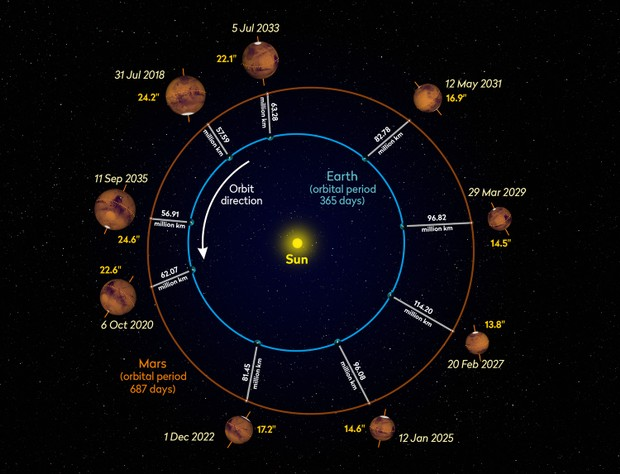 5 Jul 2033
22.1"
31 Jul 2018
24.2"
12 May 2031
16.9"
63.28
million km
57.59
million km
82.78
million km
11 Sep 2035
24.6"
56.91
million km
Orbit
direction
Earth
(orbital period
365 days)
29 Mar 2029
14.5"
96.82
million km
Sun
22.6"
6 Oct 2020
62.07
million km
114.20
million km
13.8"
20 Feb 2027
Mars
(orbital period
687 days)
81.45
million km
96.08
million km
1 Dec 2022
17.2"
14.6"
12 Jan 2025